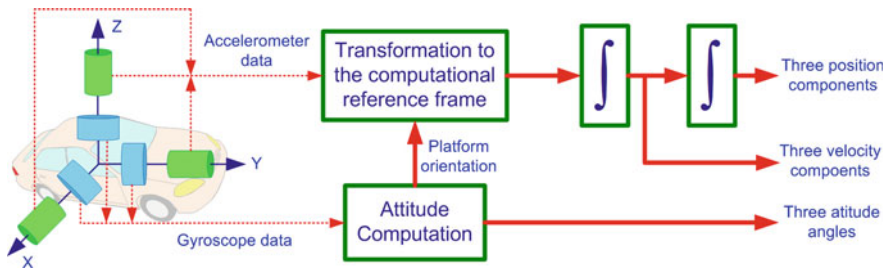 Z
Accelerometer
data
Transformation to
the computational
reference frame
∫
∫
Three position
components
Y
Platform
orientation
Three velocity
compoents
X
Gyroscope data
Attitude
Computation
Three atitude
angles